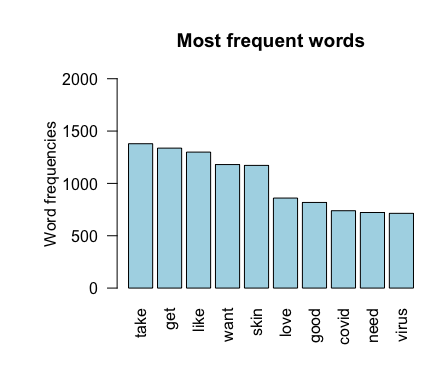 Most frequent words
Word frequencies
2000
1500
1000
500
0
take
get
like
want
skin
love
good
covid
need
virus